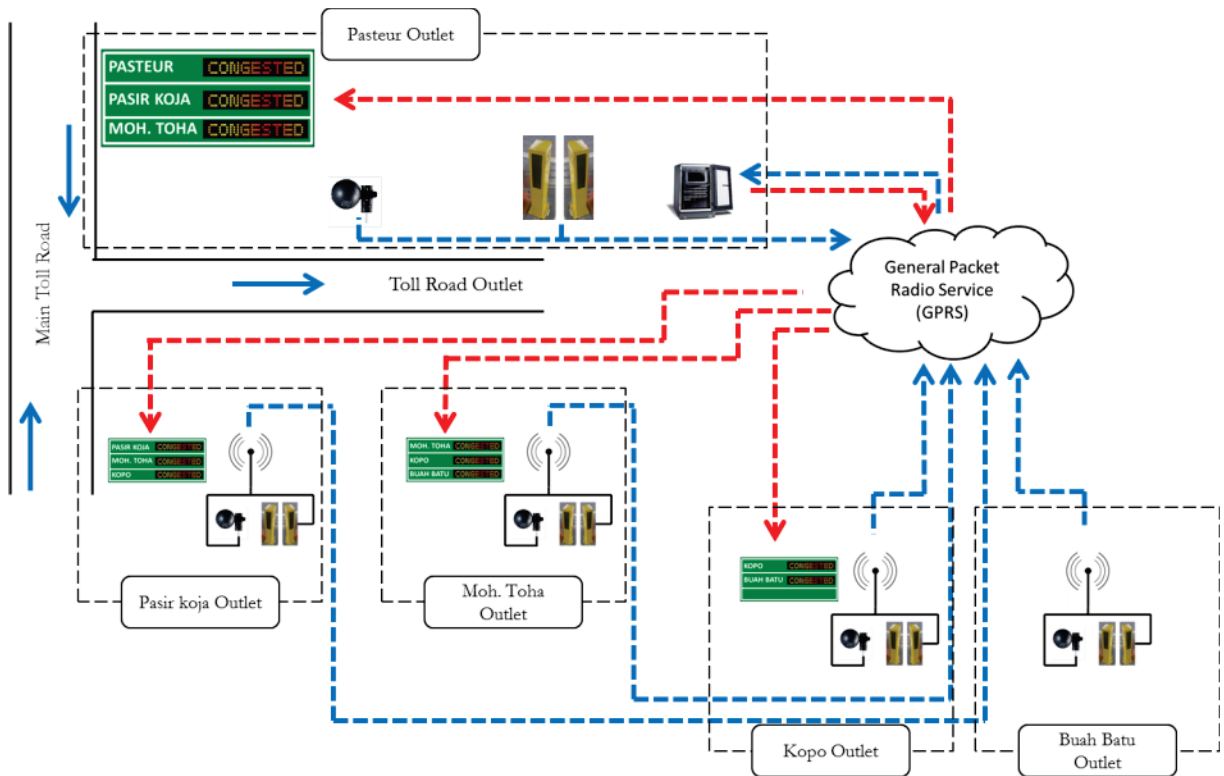 Pasteur Outlet
PASTEUR CONGESTED
PASIR KOJA CONGESTED
MOH. TOHA CONGESTED
Main Toll Road
Toll Road Outlet
General Packet
Radio Service
(GPRS)
PASIR KOJA CONGESTED
MOH. TOHA CONGESTED
KOPO CONGESTED
Pasir koja Outlet
MOH. TOHA CONGESTED
KOPO CONGESTED
BUAH BATU CONGESTED
Moh. Toha
Outlet
KOPO CONGESTED
BUAH BATU CONGESTED
Kopo Outlet
Buah Batu
Outlet